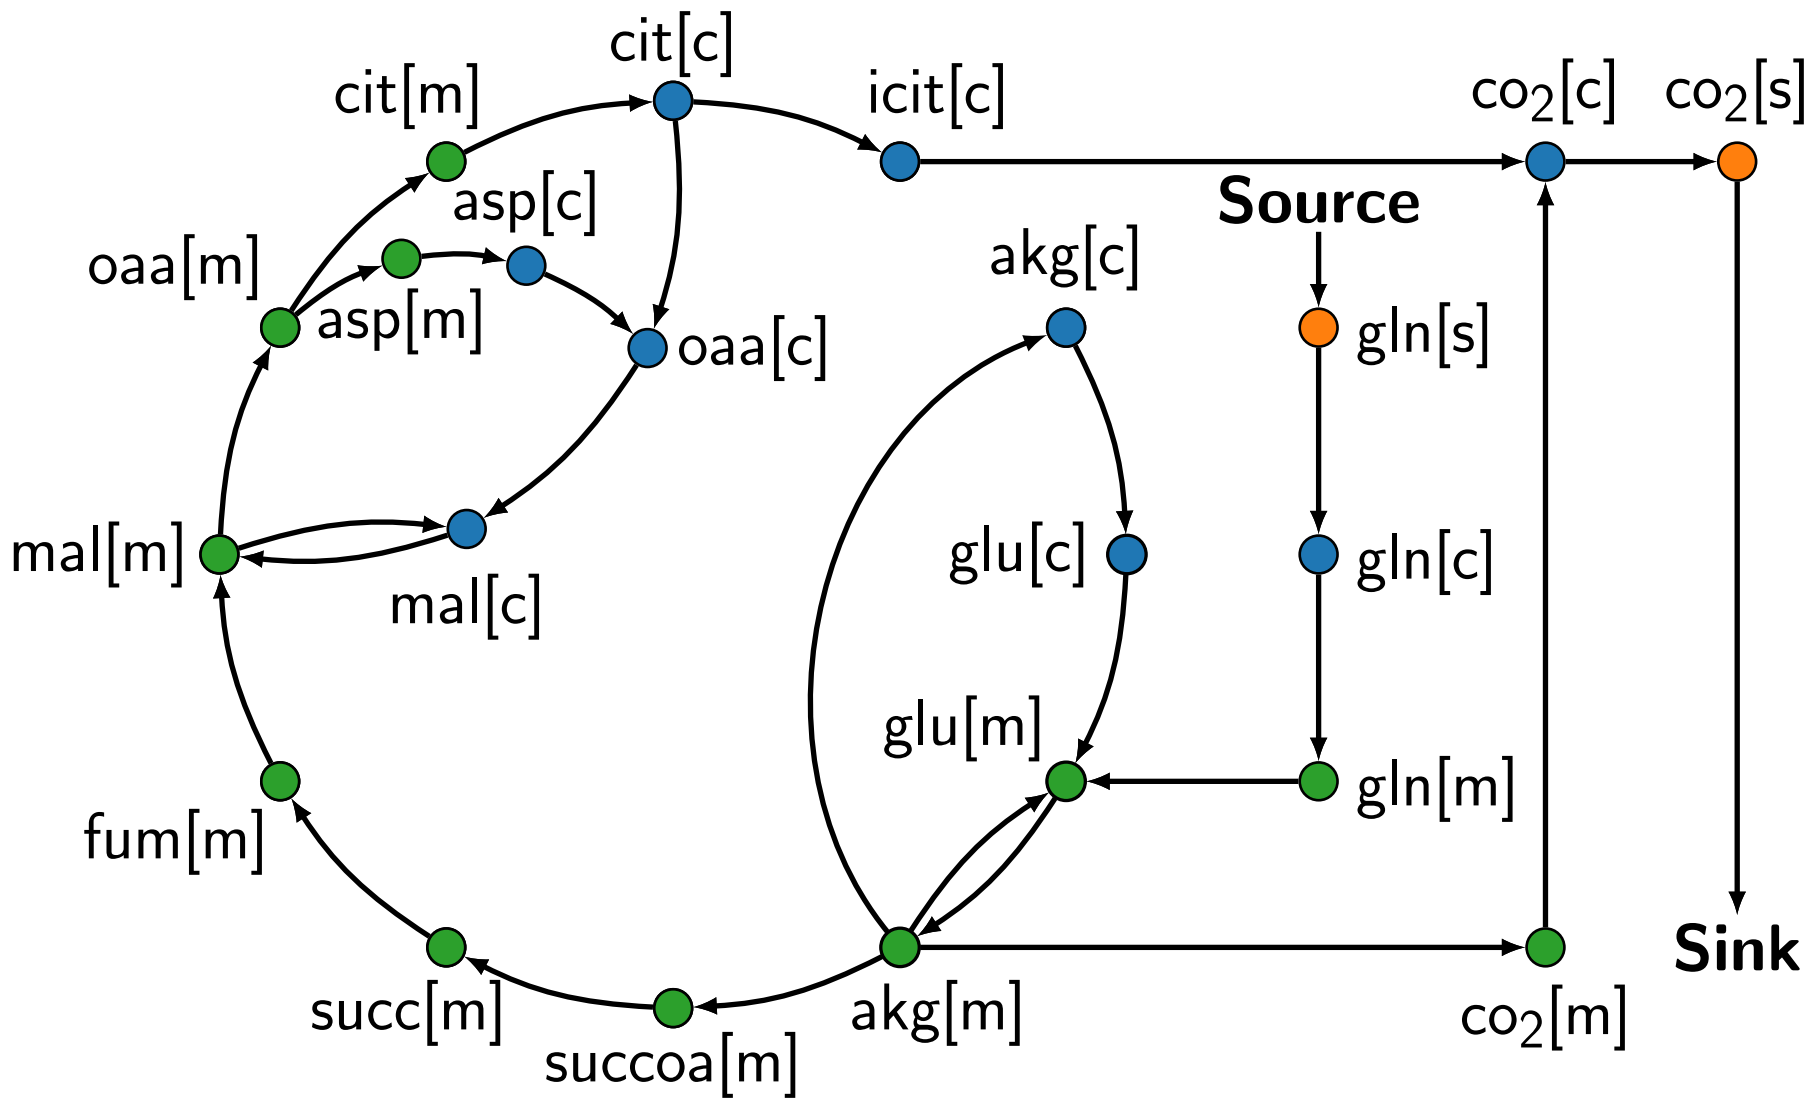 cit[c]
cit[m]
icit[c]
co₂[c]
co₂[s]
asp[c]
Source
oaa[m]
akg[c]
asp[m]
gln[s]
oaa[c]
mal[m]
glu[c]
gln[c]
mal[c]
glu[m]
gln[m]
fum[m]
Sink
succ[m]
akg[m]
co₂[m]
succoa[m]